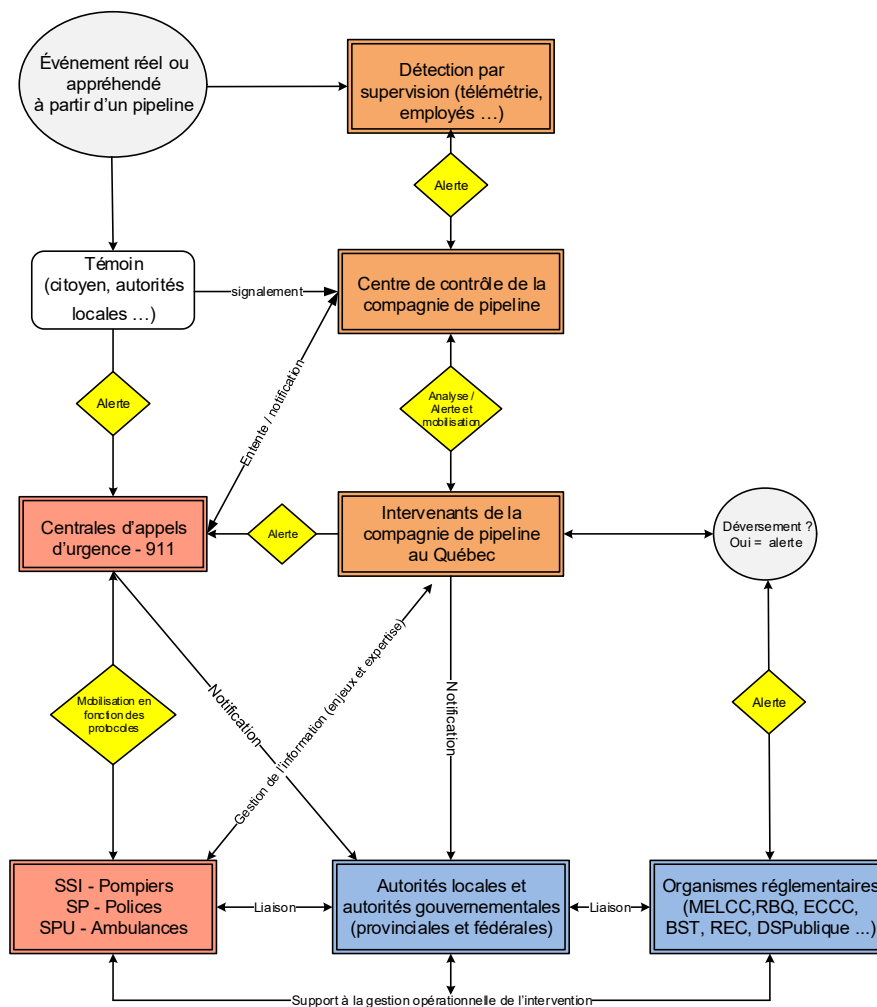 Événement réel ou
appréhendé
à partir d'un pipeline
Détection par
supervision (télémétrie,
employés …)
Alerte
Témoin
(citoyen, autorités
locales …)
signalement
Centre de contrôle de la
compagnie de pipeline
Alerte
Entente / notification
Analyse /
Alerte et
mobilisation
Centrales d'appels
d'urgence - 911
Alerte
Intervenants de la
compagnie de pipeline
au Québec
Déversement ?
Oui = alerte
Mobilisation en
fonction des
protocoles
Notification
Gestion de l'information (enjeux et expertise)
Notification
Alerte
SSI - Pompiers
SP - Polices
SPU - Ambulances
Liaison
Autorités locales et
autorités gouvernementales
(provinciales et fédérales)
Liaison
Organismes réglementaires
(MELCC,RBQ, ECCC,
BST, REC, DSPublique ...)
Support à la gestion opérationnelle de l'intervention